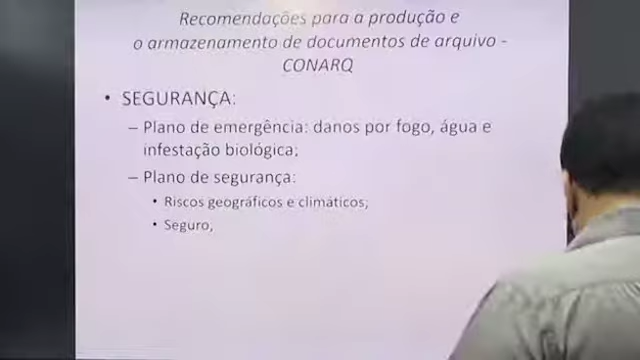 Recomendações para a produção e
o armazenamento de documentos de arquivo -
CONARQ
• SEGURANÇA:
– Plano de emergência: danos por fogo, água e
infestação biológica;
– Plano de segurança:
• Riscos geográficos e climáticos;
• Seguro,